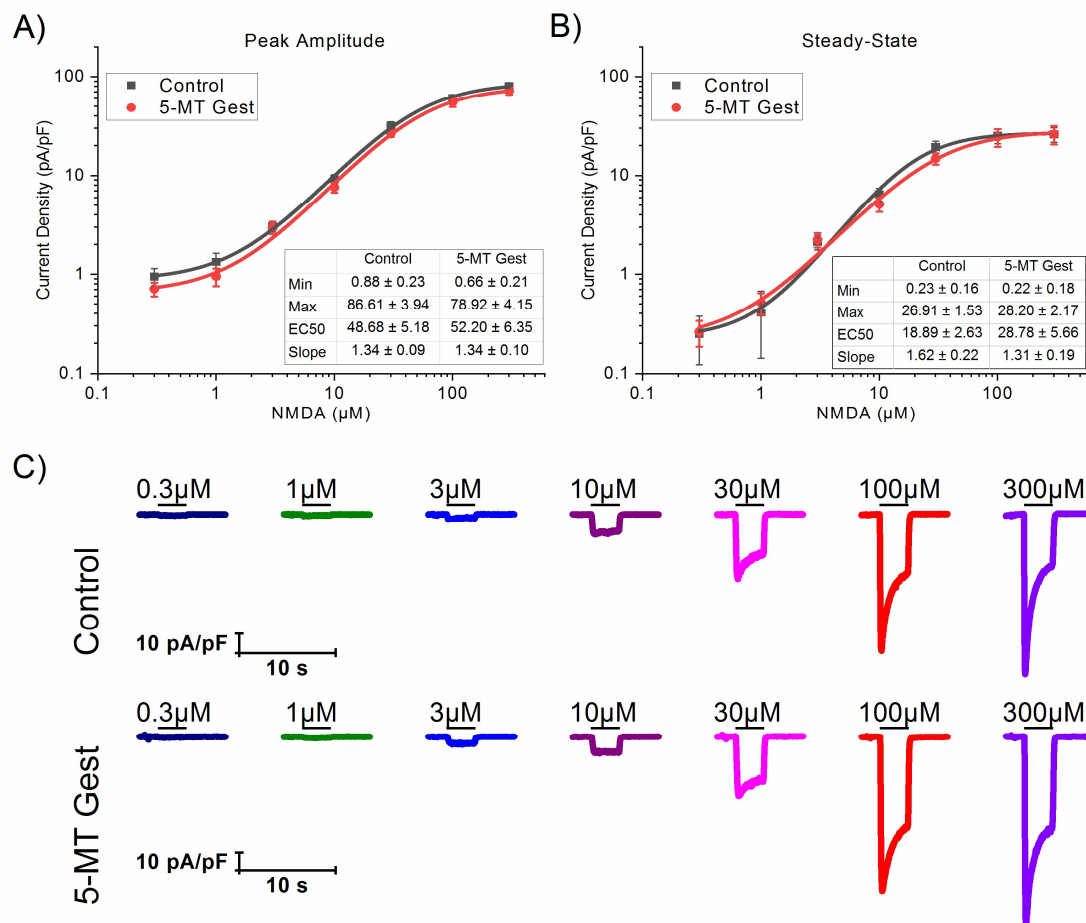 A)
Peak Amplitude
Current Density (pA/pF)
100
10
1
0.1
Control
5-MT Gest
Control 5-MT Gest
Min 0.88 ± 0.23 0.66 ± 0.21
Max 86.61 ± 3.94 78.92 ± 4.15
EC50 48.68 ± 5.18 52.20 ± 6.35
Slope 1.34 ± 0.09 1.34 ± 0.10
0.1 1 10 100
NMDA (µM)
B)
Steady-State
Current Density (pA/pF)
100
10
1
0.1
Control
5-MT Gest
Control 5-MT Gest
Min 0.23 ± 0.16 0.22 ± 0.18
Max 26.91 ± 1.53 28.20 ± 2.17
EC50 18.89 ± 2.63 28.78 ± 5.66
Slope 1.62 ± 0.22 1.31 ± 0.19
0.1 1 10 100
NMDA (µM)
C)
Control
0.3µM 1µM 3µM 10µM 30µM 100µM 300µM
10 pA/pF
10 s
5-MT Gest
0.3µM 1µM 3µM 10µM 30µM 100µM 300µM
10 pA/pF
10 s